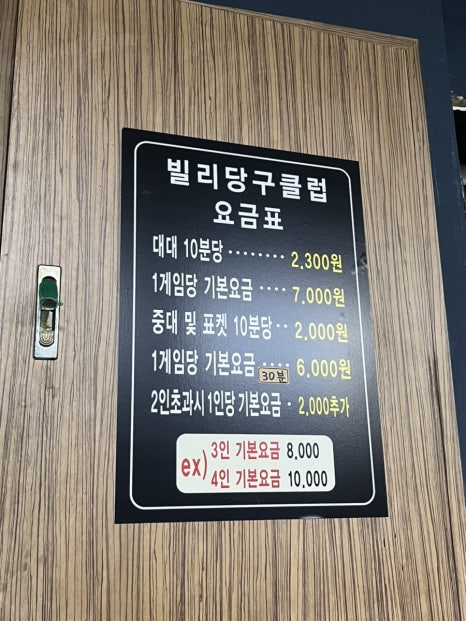 빌리당구클럽
요금표
대대 10분당 ········ 2,300원
1게임당 기본요금 ···· 7,000원
중대 및 포켓 10분당 ·· 2,000원
1게임당 기본요금 ···· 6,000원
30분
2인초과시 1인당 기본요금 · 2,000추가
ex) 3인 기본요금 8,000
4인 기본요금 10,000